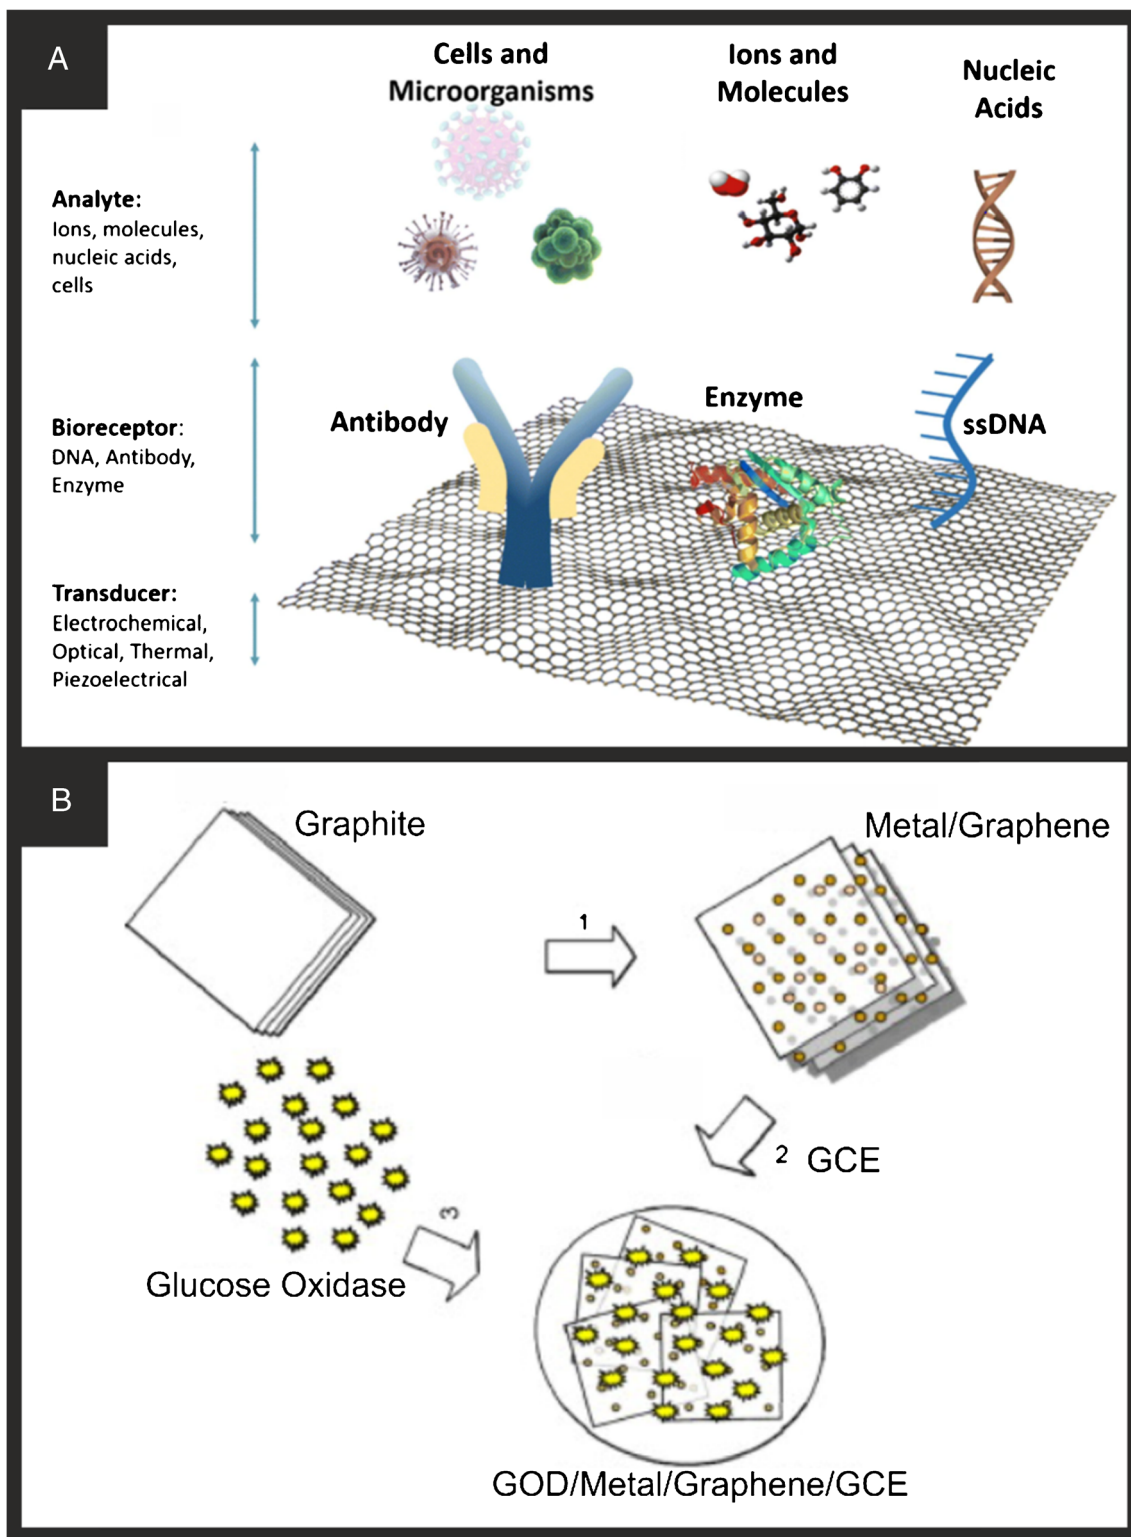 A
Cells and
Microorganisms
Ions and
Molecules
Nucleic
Acids
Analyte:
Ions, molecules,
nucleic acids,
cells
Bioreceptor:
DNA, Antibody,
Enzyme
Antibody
Enzyme
ssDNA
Transducer:
Electrochemical,
Optical, Thermal,
Piezoelectrical
B
Graphite
Metal/Graphene
1
2 GCE
3
Glucose Oxidase
GOD/Metal/Graphene/GCE